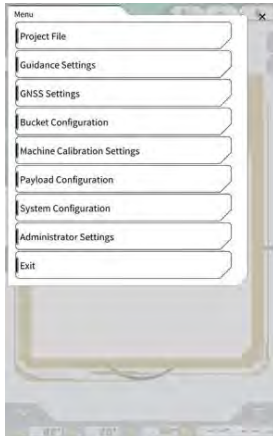 Menu
Project File
Guidance Settings
GNSS Settings
Bucket Configuration
Machine Calibration Settings
Payload Configuration
System Configuration
Administrator Settings
Exit